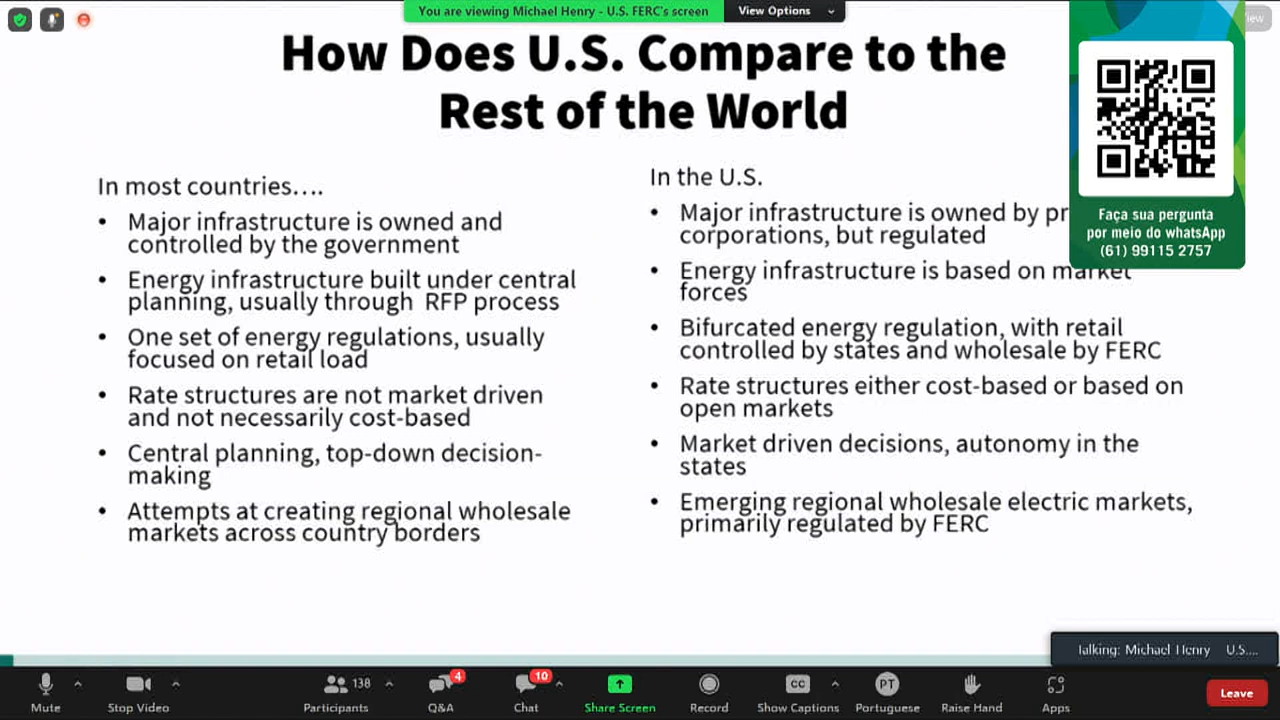 You are viewing Michael Henry - U.S. FERC's screen
View Options
How Does U.S. Compare to the
Rest of the World
In most countries….
• Major infrastructure is owned and
controlled by the government
• Energy infrastructure built under central
planning, usually through RFP process
• One set of energy regulations, usually
focused on retail load
• Rate structures are not market driven
and not necessarily cost-based
• Central planning, top-down decision-
making
• Attempts at creating regional wholesale
markets across country borders
In the U.S.
• Major infrastructure is owned by
corporations, but regulated
• Energy infrastructure is based on market
forces
• Bifurcated energy regulation, with retail
controlled by states and wholesale by FERC
• Rate structures either cost-based or based on
open markets
• Market driven decisions, autonomy in the
states
• Emerging regional wholesale electric markets,
primarily regulated by FERC
Faça sua pergunta
por meio do whatsApp
(61) 99115 2757
Talking: Michael Henry U.S....
138
4
10
CC
PT
Mute
Stop Video
Participants
Q&A
Chat
Share Screen
Record
Show Captions
Portuguese
Raise Hand
Apps
Leave